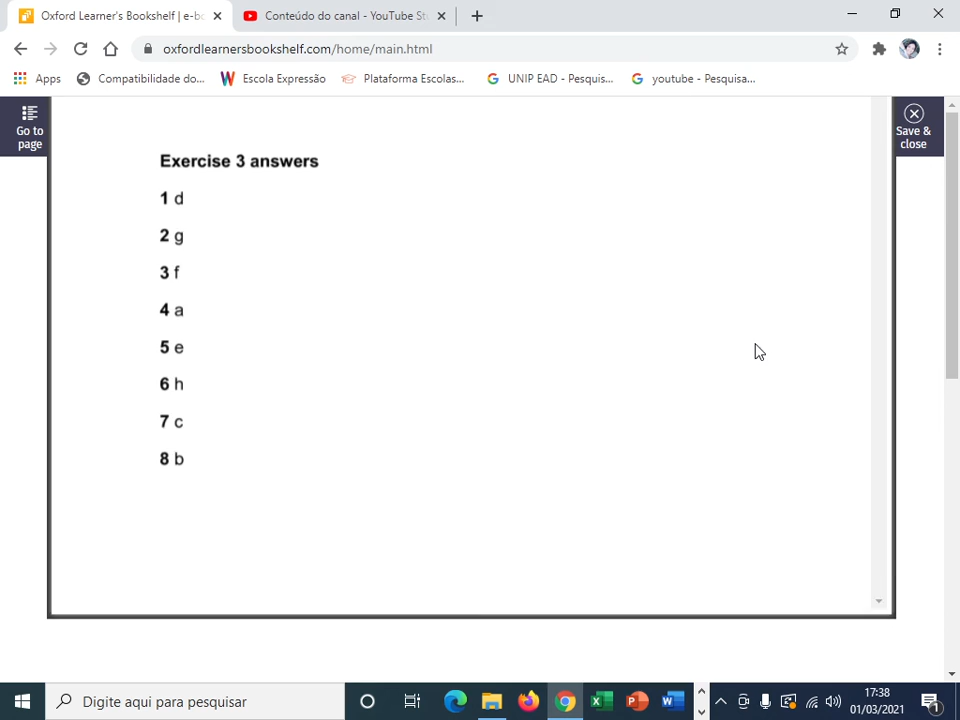 Oxford Learner's Bookshelf | e-bo
Conteúdo do canal - YouTube St
oxfordlearnersbookshelf.com/home/main.html
Apps
Compatibilidade do...
Escola Expressão
Plataforma Escolas...
UNIP EAD - Pesquis...
youtube - Pesquisa...
Go to
page
Save &
close
Exercise 3 answers
1 d
2 g
3 f
4 a
5 e
6 h
7 c
8 b
Digite aqui para pesquisar
17:38
01/03/2021
1